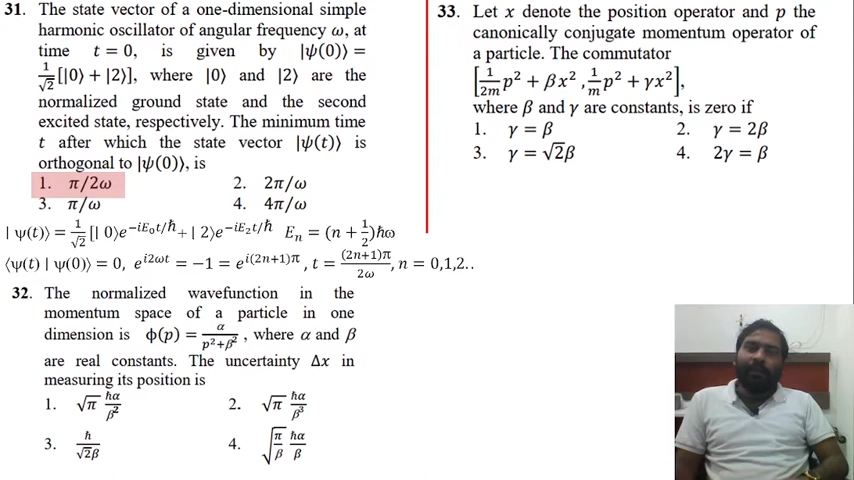 31. The state vector of a one-dimensional simple
harmonic oscillator of angular frequency ω, at
time t = 0, is given by |ψ(0)⟩ =
1/√2 [|0⟩ + |2⟩], where |0⟩ and |2⟩ are the
normalized ground state and the second
excited state, respectively. The minimum time
t after which the state vector |ψ(t)⟩ is
orthogonal to |ψ(0)⟩, is
1. π/2ω 2. 2π/ω
3. π/ω 4. 4π/ω
| ψ(t)⟩ = 1/√2 [| 0⟩e^{-iE₀t/ħ} + | 2⟩e^{-iE₂t/ħ} Eₙ = (n + 1/2)ħω
⟨ψ(t) | ψ(0)⟩ = 0, e^{i2ωt} = −1 = e^{i(2n+1)π}, t = (2n+1)π/2ω, n = 0,1,2..
32. The normalized wavefunction in the
momentum space of a particle in one
dimension is ϕ(p) = α/(p²+β²), where α and β
are real constants. The uncertainty Δx in
measuring its position is
1. √π ħα/β² 2. √π ħα/β³
3. ħ/√2β 4. √(π/β) ħα/β
33. Let x denote the position operator and p the
canonically conjugate momentum operator of
a particle. The commutator
[1/2m p² + βx², 1/m p² + γx²],
where β and γ are constants, is zero if
1. γ = β 2. γ = 2β
3. γ = √2β 4. 2γ = β